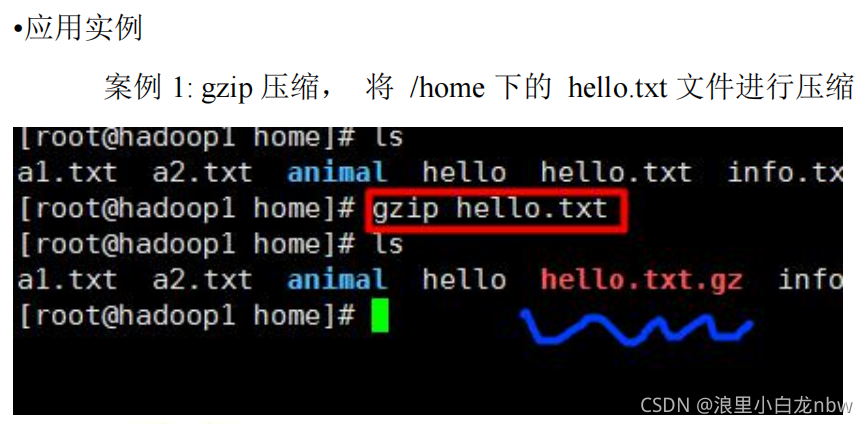 •应用实例
案例 1: gzip 压缩， 将 /home 下的 hello.txt 文件进行压缩
[root@hadoop1 home]# ls
a1.txt a2.txt animal hello hello.txt info.tx
[root@hadoop1 home]# gzip hello.txt
[root@hadoop1 home]# ls
a1.txt a2.txt animal hello hello.txt.gz info
[root@hadoop1 home]#
CSDN @浪里小白龙nbw